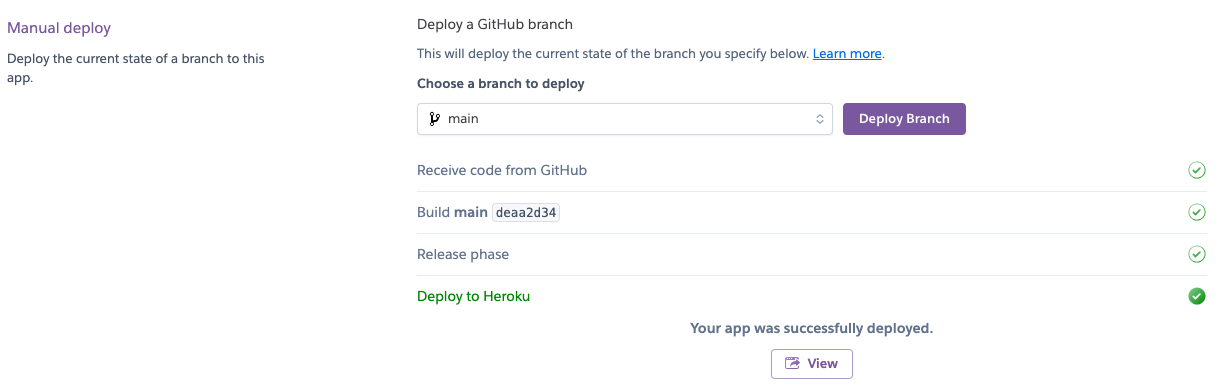 Manual deploy
Deploy the current state of a branch to this
app.
Deploy a GitHub branch
This will deploy the current state of the branch you specify below. Learn more.
Choose a branch to deploy
main
Deploy Branch
Receive code from GitHub
Build main deaa2d34
Release phase
Deploy to Heroku
Your app was successfully deployed.
View